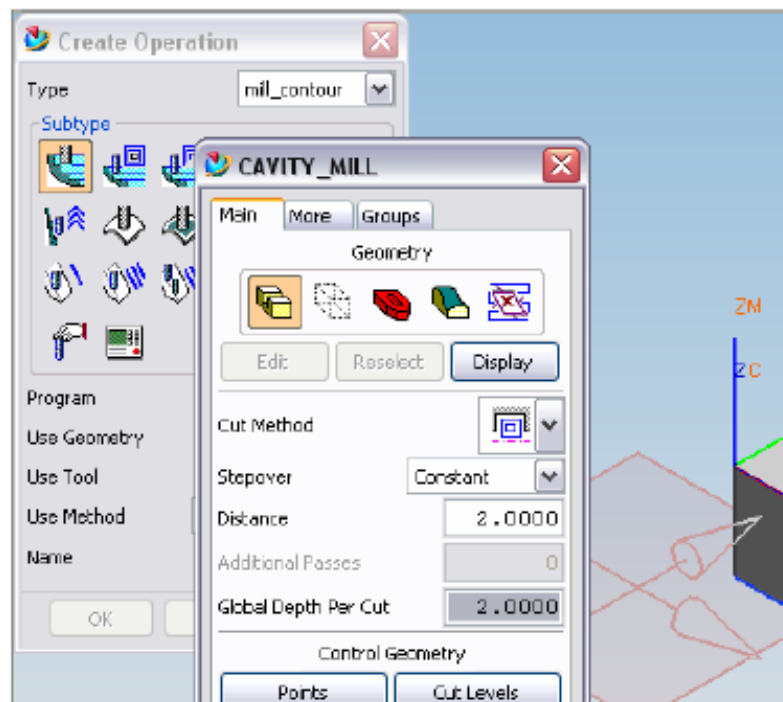 Create Operation
Type
mill_contour
Subtype
Program
Use Geometry
Use Tool
Use Method
Name
OK
CAVITY_MILL
Main More Groups
Geometry
Edit Reselect Display
Cut Method
Stepover Constant
Distance 2.0000
Additional Passes 0
Global Depth Per Cut 2.0000
Control Geometry
Points Cut Levels
ZM
ZC